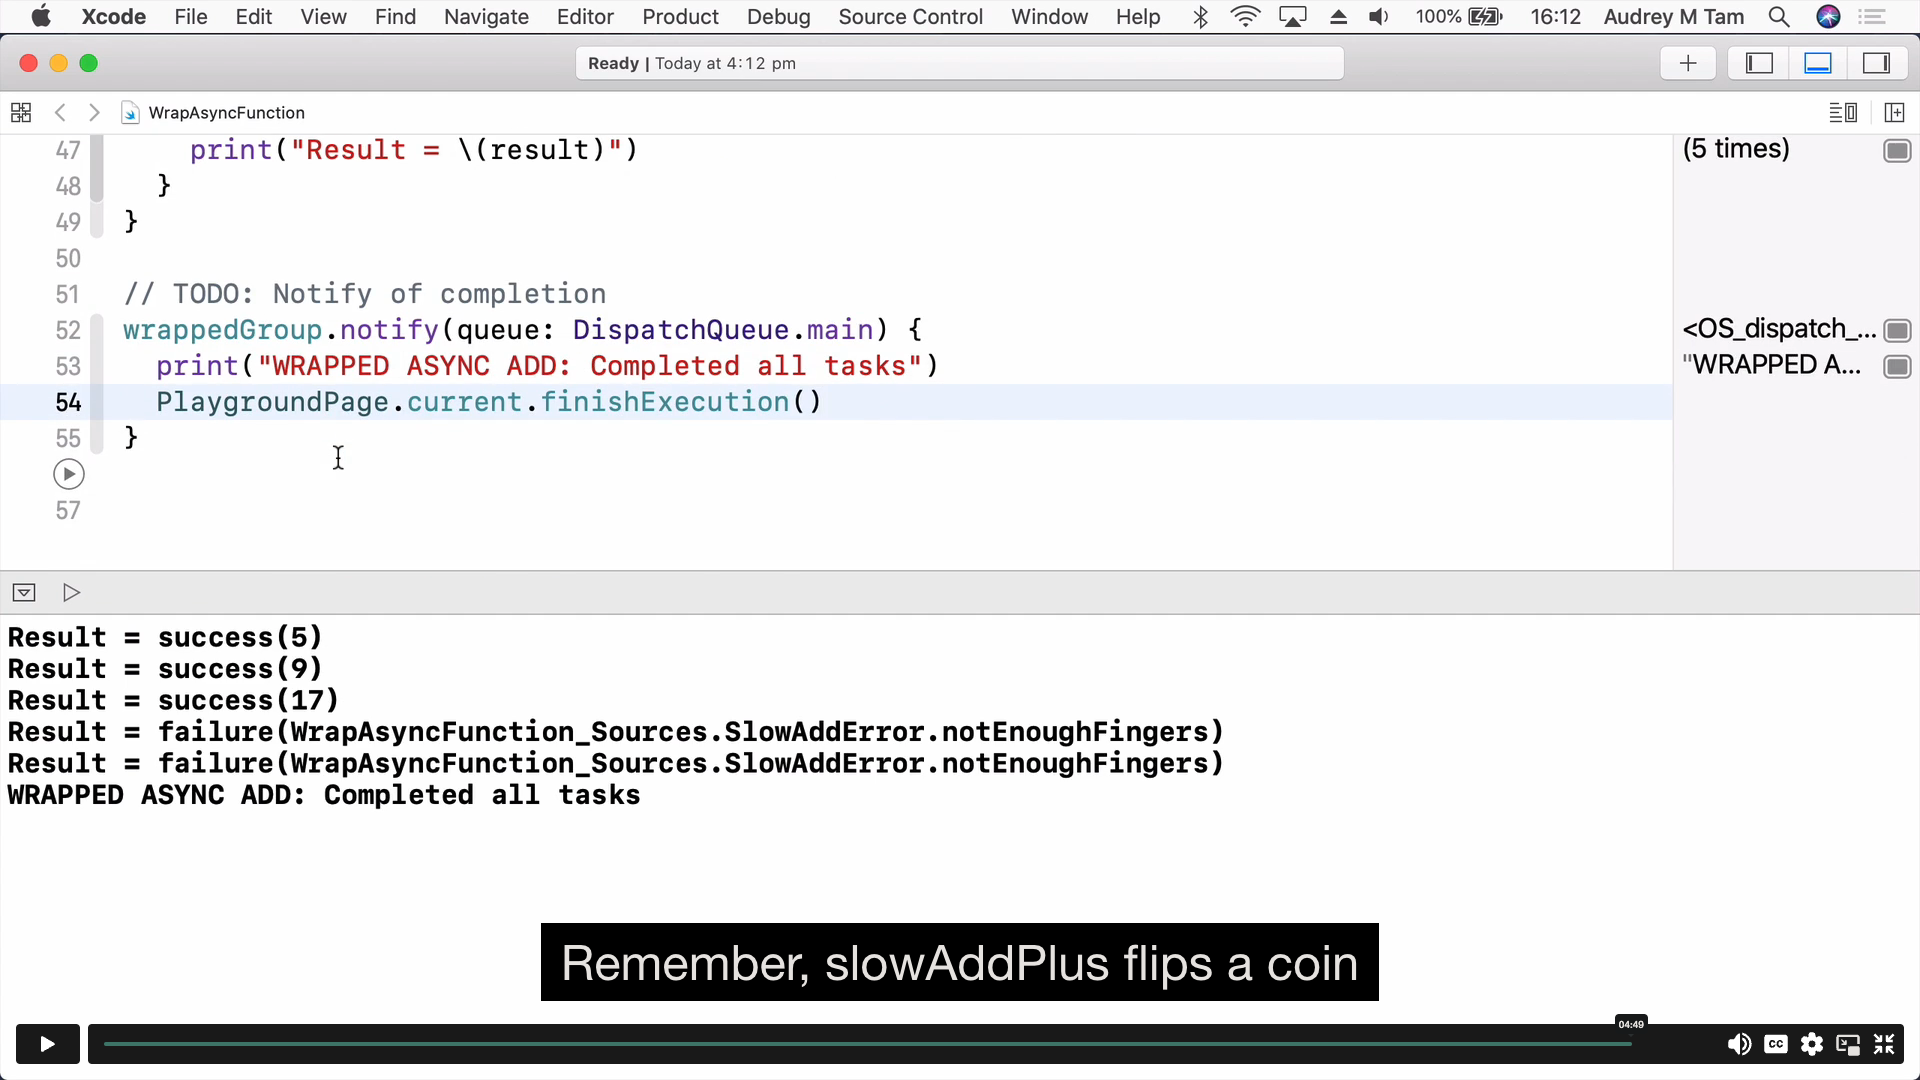 Xcode File Edit View Find Navigate Editor Product Debug Source Control Window Help 100% 16:12 Audrey M Tam
Ready | Today at 4:12 pm
WrapAsyncFunction
47 print("Result = \(result)") (5 times)
48 }
49 }
50
51 // TODO: Notify of completion
52 wrappedGroup.notify(queue: DispatchQueue.main) { <OS_dispatch_...
53 print("WRAPPED ASYNC ADD: Completed all tasks") "WRAPPED A...
54 PlaygroundPage.current.finishExecution()
55 }
57
Result = success(5)
Result = success(9)
Result = success(17)
Result = failure(WrapAsyncFunction_Sources.SlowAddError.notEnoughFingers)
Result = failure(WrapAsyncFunction_Sources.SlowAddError.notEnoughFingers)
WRAPPED ASYNC ADD: Completed all tasks
Remember, slowAddPlus flips a coin
04:49
CC